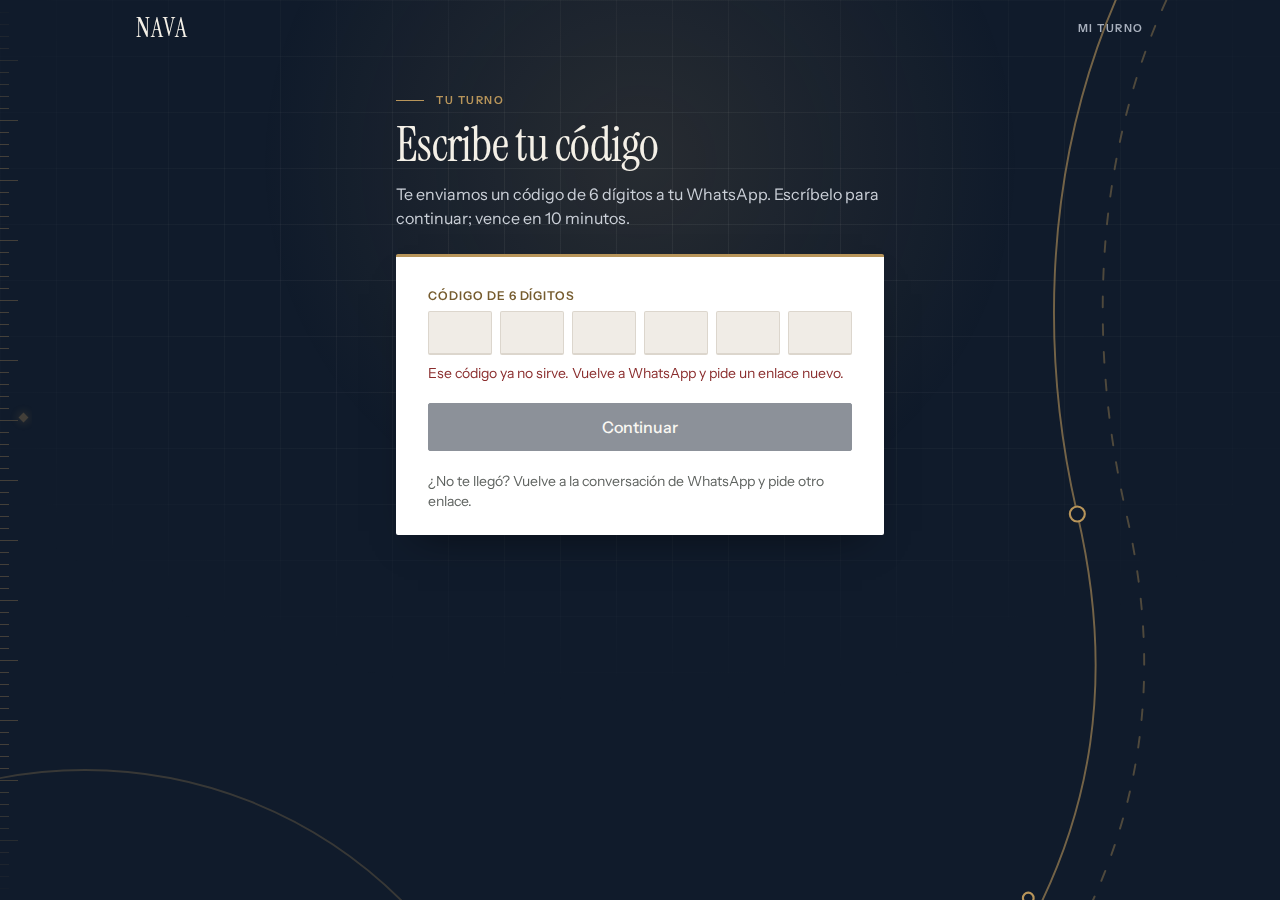 NAVA
MI TURNO
TU TURNO
Escribe tu código
Te enviamos un código de 6 dígitos a tu WhatsApp. Escríbelo para
continuar; vence en 10 minutos.
CÓDIGO DE 6 DÍGITOS
Ese código ya no sirve. Vuelve a WhatsApp y pide un enlace nuevo.
Continuar
¿No te llegó? Vuelve a la conversación de WhatsApp y pide otro
enlace.